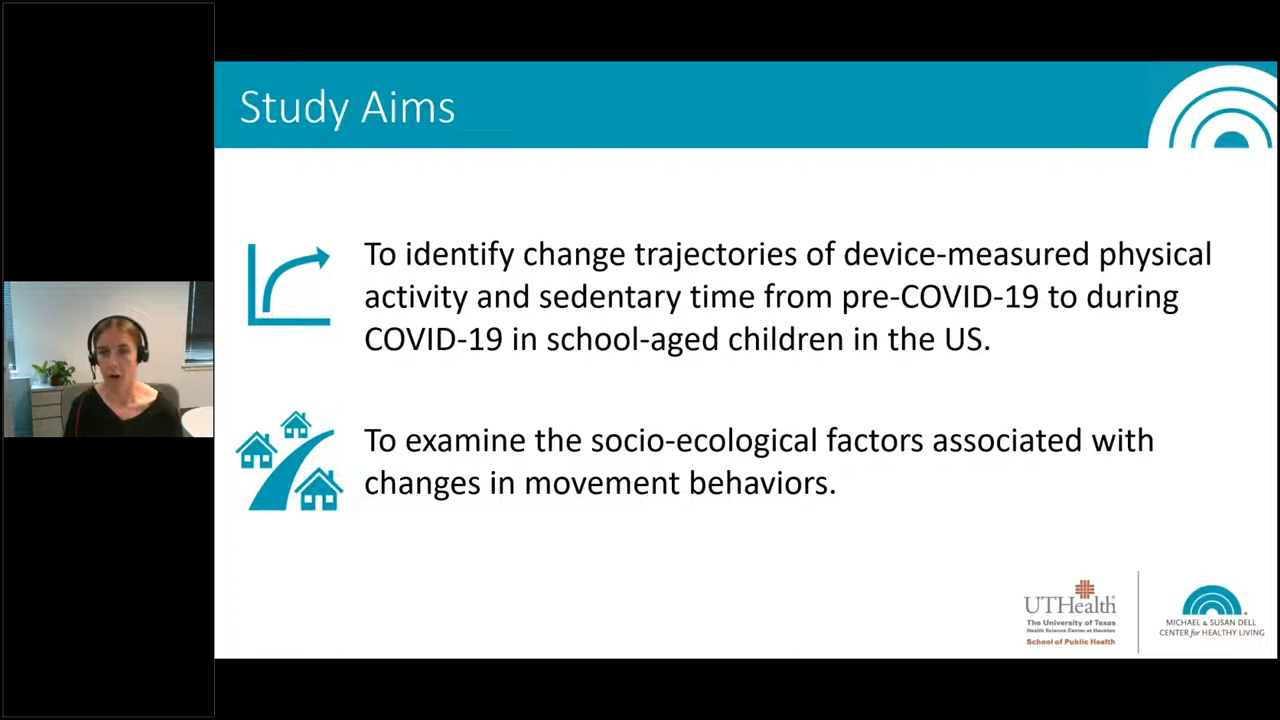 Study Aims
To identify change trajectories of device-measured physical
activity and sedentary time from pre-COVID-19 to during
COVID-19 in school-aged children in the US.
To examine the socio-ecological factors associated with
changes in movement behaviors.
UTHealth
The University of Texas
Health Science Center at Houston
School of Public Health
MICHAEL & SUSAN DELL
CENTER for HEALTHY LIVING